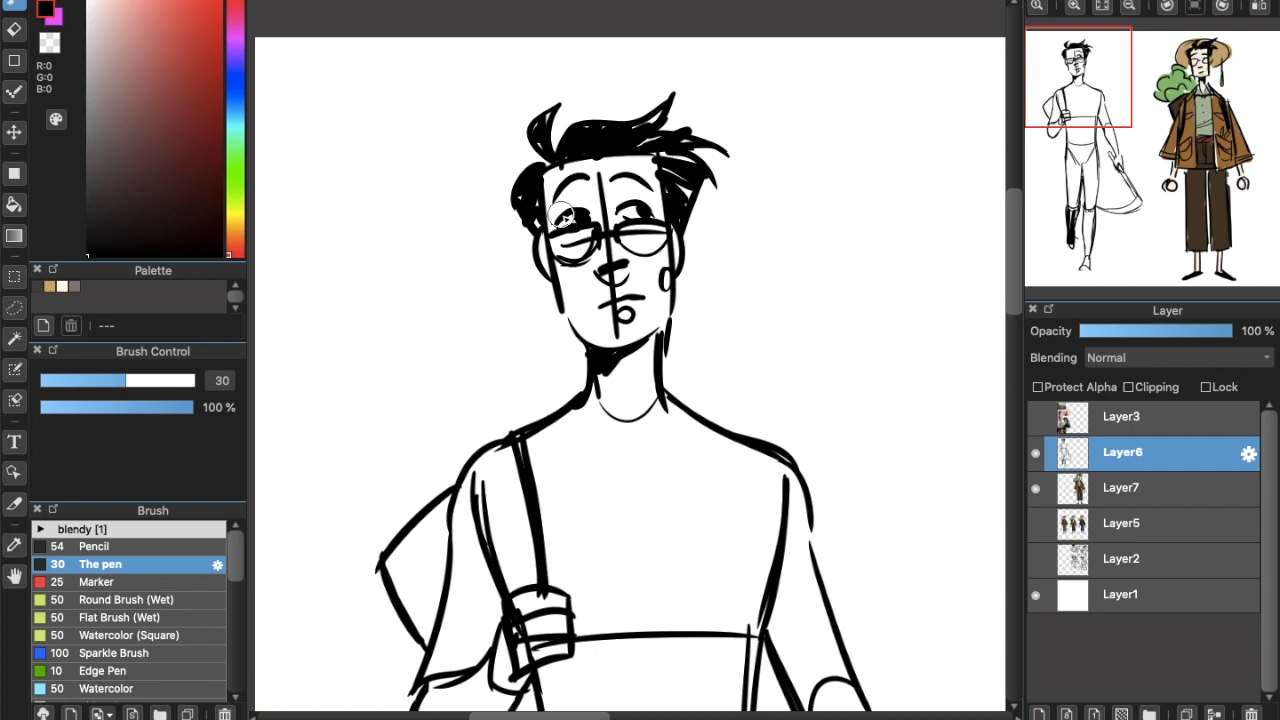 R:0
G:0
B:0
Palette
---
Brush Control
30
100 %
Brush
blendy [1]
54 Pencil
30 The pen
25 Marker
50 Round Brush (Wet)
50 Flat Brush (Wet)
50 Watercolor (Square)
100 Sparkle Brush
10 Edge Pen
50 Watercolor
T
Layer
Opacity 100 %
Blending Normal
Protect Alpha Clipping Lock
Layer3
Layer6
Layer7
Layer5
Layer2
Layer1